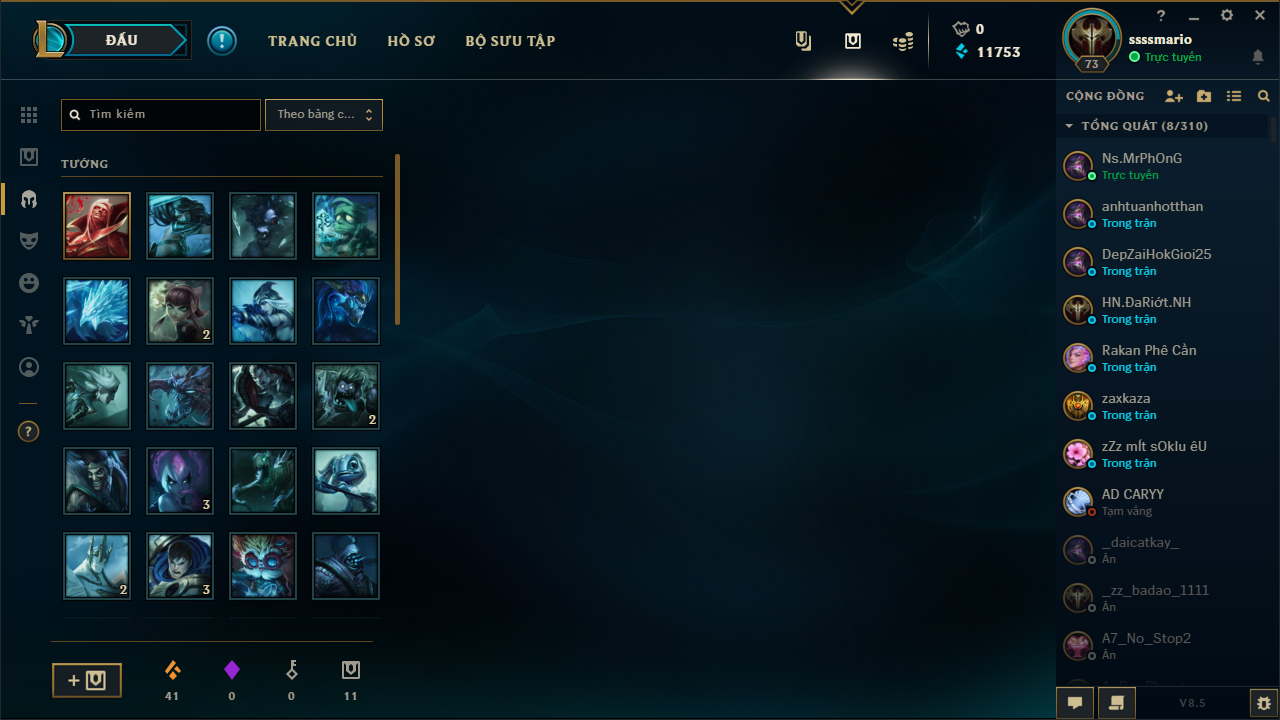 ĐẤU
TRANG CHỦ
HỒ SƠ
BỘ SƯU TẬP
0
11753
73
ssssmario
Trực tuyến
Tìm kiếm
Theo bảng c...
TƯỚNG
2
2
3
2
3
41
0
0
11
CỘNG ĐỒNG
TỔNG QUÁT (8/310)
Ns.MrPhOnG
Trực tuyến
anhtuanhotthan
Trong trận
DepZaiHokGioi25
Trong trận
HN.ĐaRiớt.NH
Trong trận
Rakan Phê Cần
Trong trận
zaxkaza
Trong trận
zZz mít sOklu êU
Trong trận
AD CARYY
Tạm vắng
_daicatkay_
Ẩn
_zz_badao_1111
Ẩn
A7_No_Stop2
Ẩn
V8.5